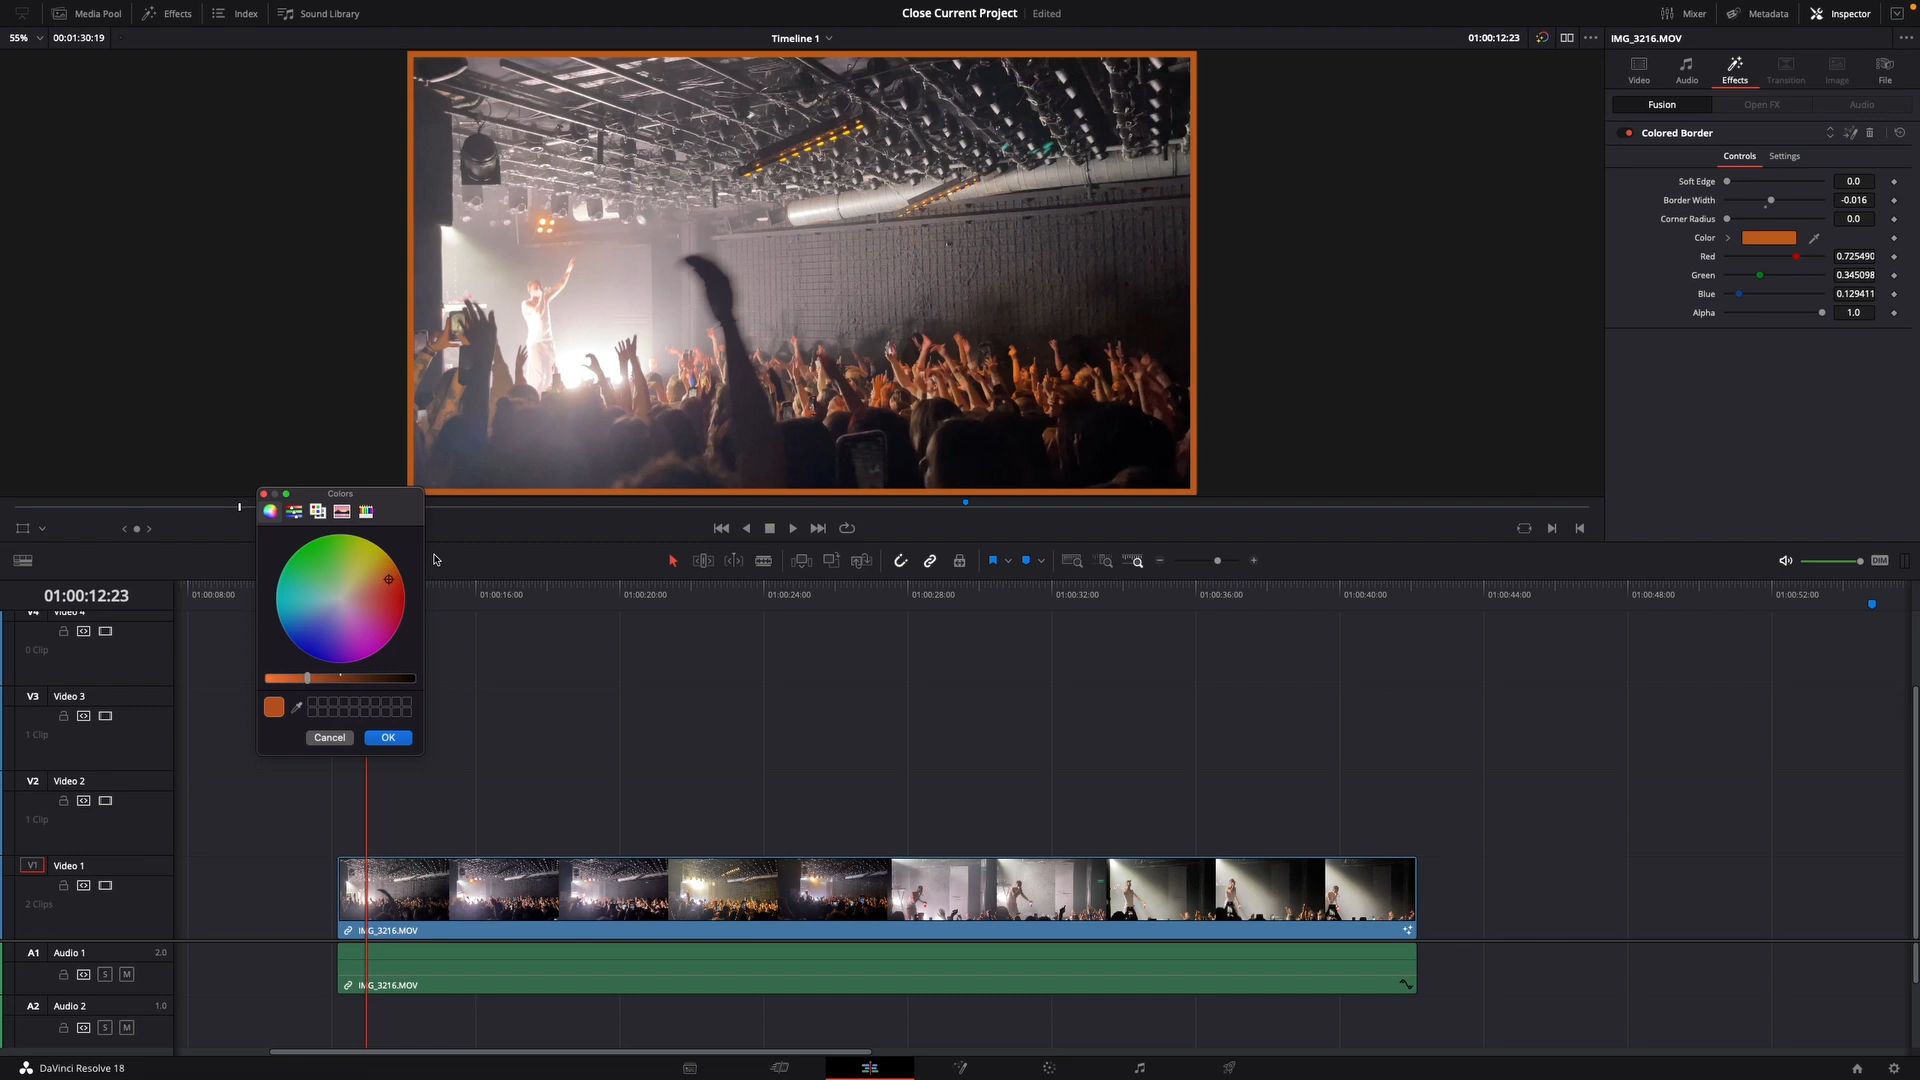 Media Pool
Effects
Index
Sound Library
Close Current Project
Edited
Mixer
Metadata
Inspector
55%
00:01:30:19
Timeline 1
01:00:12:23
IMG_3216.MOV
Video
Audio
Effects
Transition
Image
File
Fusion
Open FX
Audio
Colored Border
Controls
Settings
Soft Edge
0.0
Border Width
-0.016
Corner Radius
0.0
Color
Red
0.725490
Green
0.345098
Blue
0.129411
Alpha
1.0
Colors
Cancel
OK
DIM
01:00:12:23
01:00:08:00
01:00:16:00
01:00:20:00
01:00:24:00
01:00:28:00
01:00:32:00
01:00:36:00
01:00:40:00
01:00:44:00
01:00:48:00
01:00:52:00
V4
Video 4
0 Clip
V3
Video 3
1 Clip
V2
Video 2
1 Clip
V1
Video 1
2 Clips
IMG_3216.MOV
A1
Audio 1
2.0
S
M
IMG_3216.MOV
A2
Audio 2
1.0
S
M
DaVinci Resolve 18